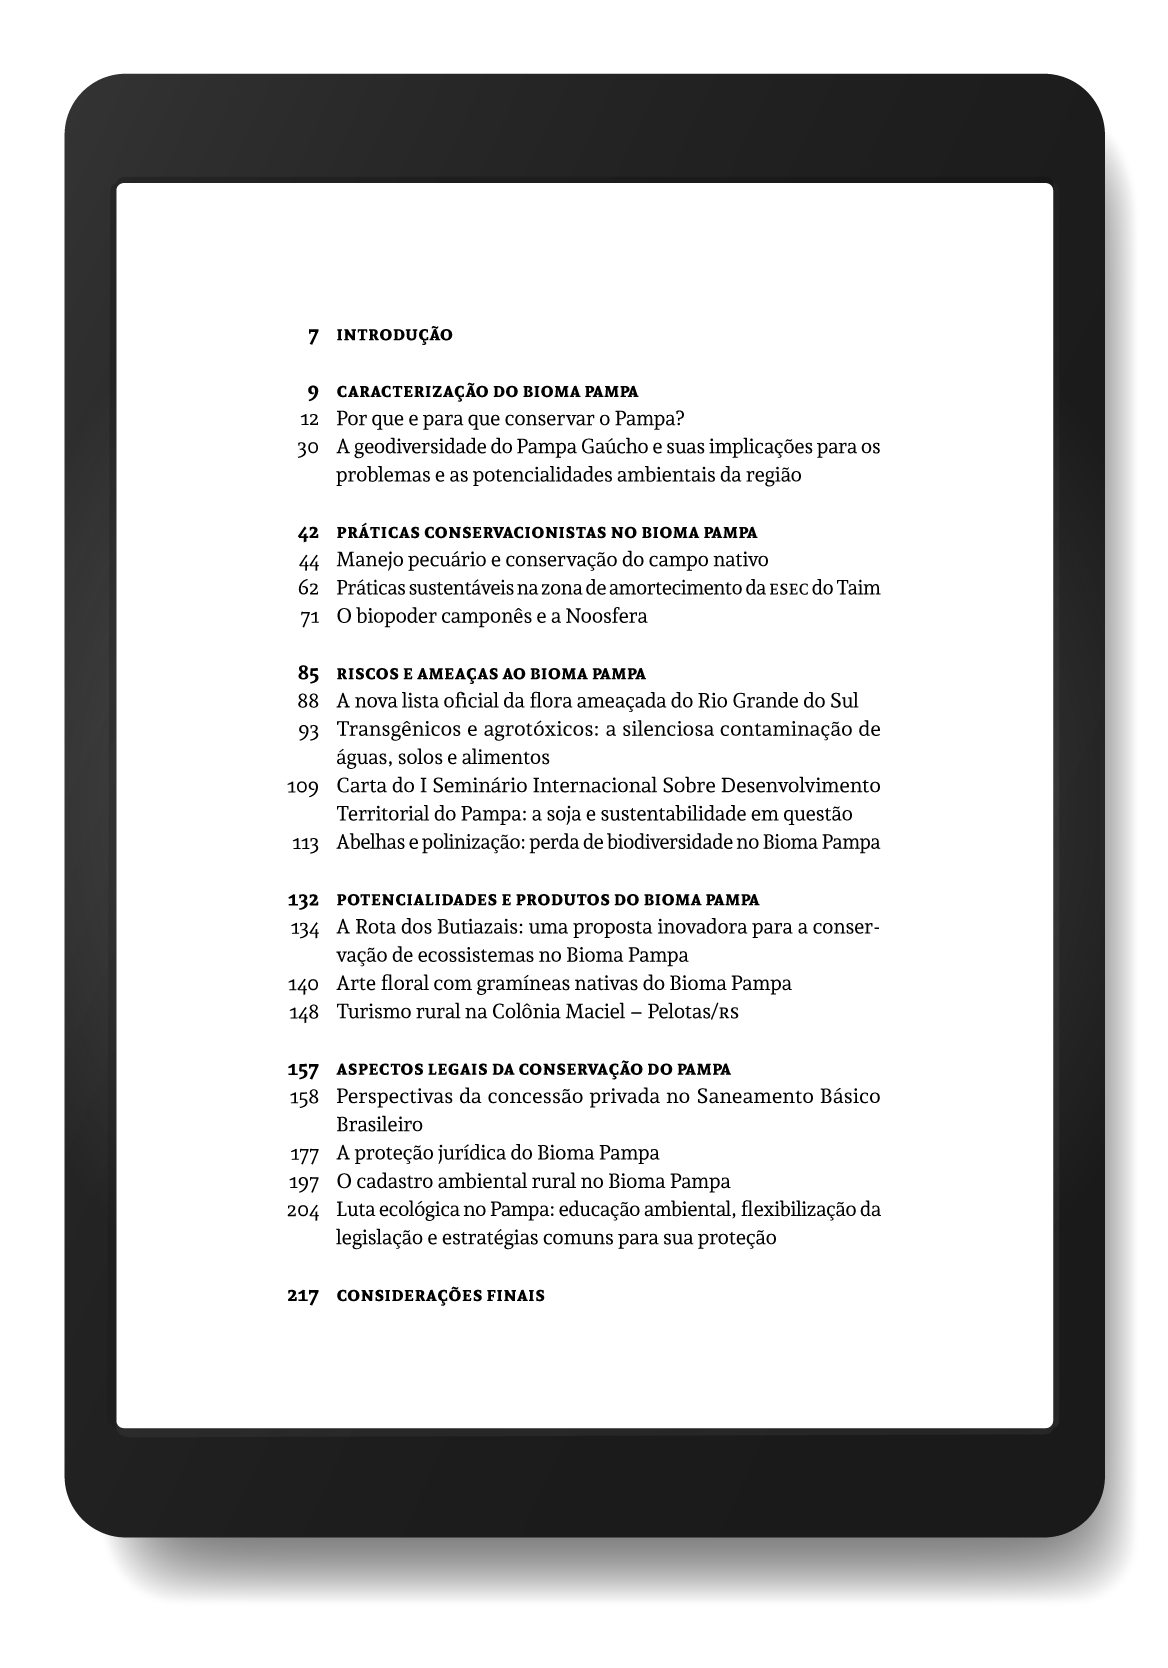 7 INTRODUÇÃO
9 CARACTERIZAÇÃO DO BIOMA PAMPA
12 Por que e para que conservar o Pampa?
30 A geodiversidade do Pampa Gaúcho e suas implicações para os
problemas e as potencialidades ambientais da região
42 PRÁTICAS CONSERVACIONISTAS NO BIOMA PAMPA
44 Manejo pecuário e conservação do campo nativo
62 Práticas sustentáveis na zona de amortecimento da ESEC do Taim
71 O biopoder camponês e a Noosfera
85 RISCOS E AMEAÇAS AO BIOMA PAMPA
88 A nova lista oficial da flora ameaçada do Rio Grande do Sul
93 Transgênicos e agrotóxicos: a silenciosa contaminação de
águas, solos e alimentos
109 Carta do I Seminário Internacional Sobre Desenvolvimento
Territorial do Pampa: a soja e sustentabilidade em questão
113 Abelhas e polinização: perda de biodiversidade no Bioma Pampa
132 POTENCIALIDADES E PRODUTOS DO BIOMA PAMPA
134 A Rota dos Butiazais: uma proposta inovadora para a conser-
vação de ecossistemas no Bioma Pampa
140 Arte floral com gramíneas nativas do Bioma Pampa
148 Turismo rural na Colônia Maciel – Pelotas/RS
157 ASPECTOS LEGAIS DA CONSERVAÇÃO DO PAMPA
158 Perspectivas da concessão privada no Saneamento Básico
Brasileiro
177 A proteção jurídica do Bioma Pampa
197 O cadastro ambiental rural no Bioma Pampa
204 Luta ecológica no Pampa: educação ambiental, flexibilização da
legislação e estratégias comuns para sua proteção
217 CONSIDERAÇÕES FINAIS